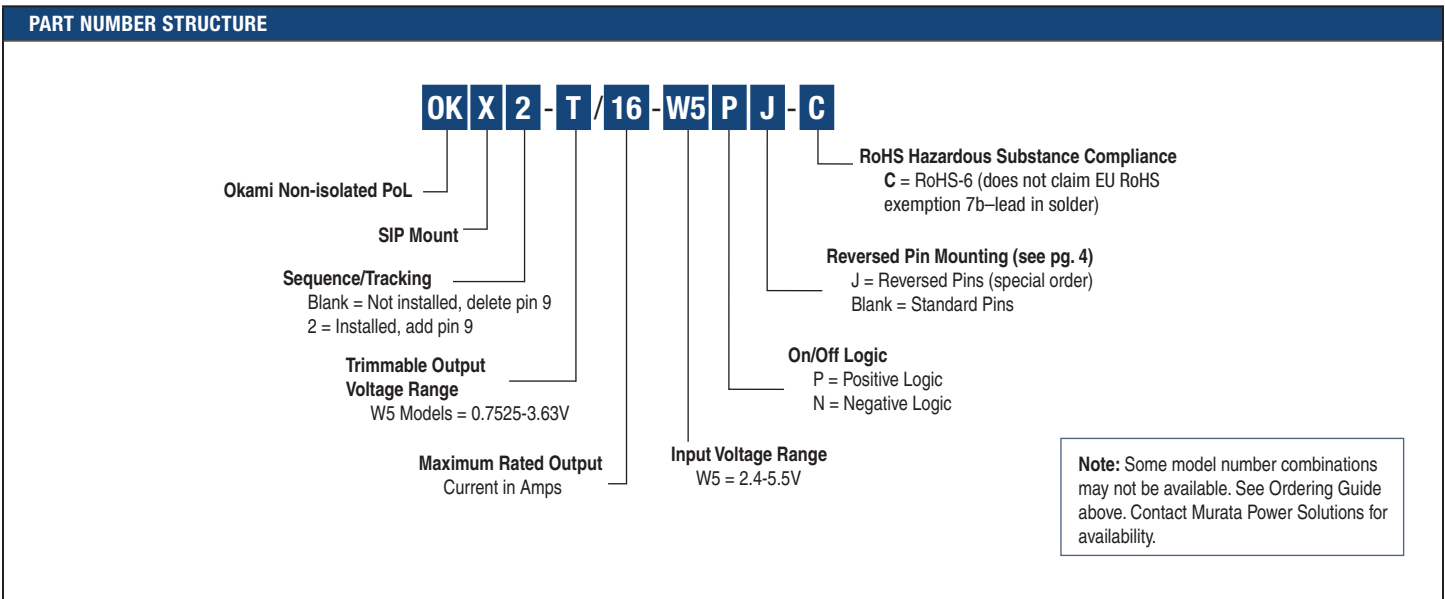 PART NUMBER STRUCTURE
OK X 2 - T / 16 - W5 P J - C
Okami Non-isolated PoL
SIP Mount
Sequence/Tracking
Blank = Not installed, delete pin 9
2 = Installed, add pin 9
Trimmable Output
Voltage Range
W5 Models = 0.7525-3.63V
Maximum Rated Output
Current in Amps
Input Voltage Range
W5 = 2.4-5.5V
On/Off Logic
P = Positive Logic
N = Negative Logic
Reversed Pin Mounting (see pg. 4)
J = Reversed Pins (special order)
Blank = Standard Pins
RoHS Hazardous Substance Compliance
C = RoHS-6 (does not claim EU RoHS
exemption 7b–lead in solder)
Note: Some model number combinations
may not be available. See Ordering Guide
above. Contact Murata Power Solutions for
availability.